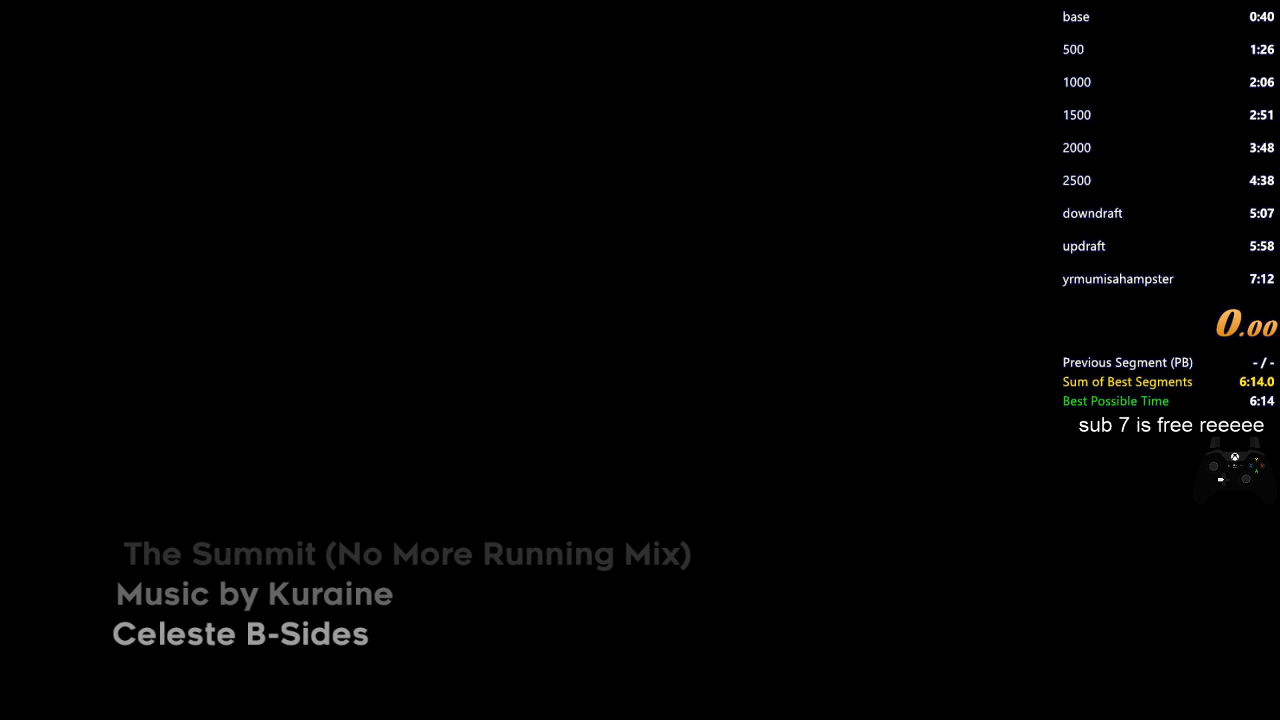 base 0:40
500 1:26
1000 2:06
1500 2:51
2000 3:48
2500 4:38
downdraft 5:07
updraft 5:58
yrmumisahampster 7:12
0.00
Previous Segment (PB) - / -
Sum of Best Segments 6:14.0
Best Possible Time 6:14
sub 7 is free reeeee
The Summit (No More Running Mix)
Music by Kuraine
Celeste B-Sides